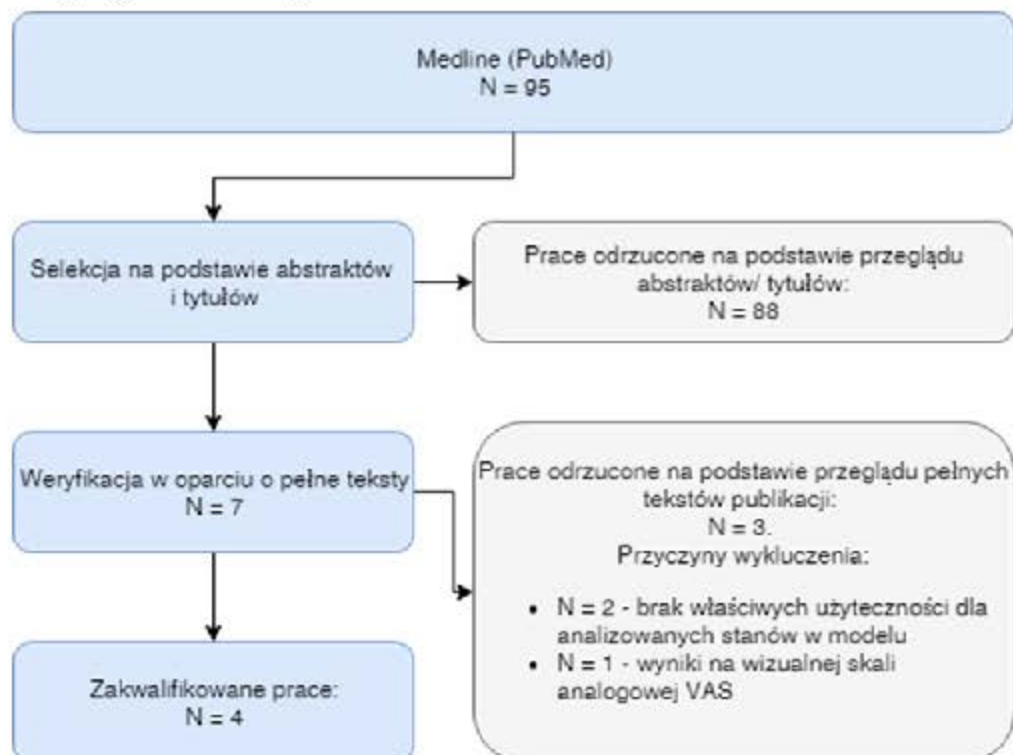 Medline (PubMed)
N = 95
Selekcja na podstawie abstraktów
i tytułów
Prace odrzucone na podstawie przeglądu
abstraktów/ tytułów:
N = 88
Weryfikacja w oparciu o pełne teksty
N = 7
Prace odrzucone na podstawie przeglądu pełnych
tekstów publikacji:
N = 3.
Przyczyny wykluczenia:
• N = 2 - brak właściwych użyteczności dla
analizowanych stanów w modelu
• N = 1 - wyniki na wizualnej skali
analogowej VAS
Zakwalifikowane prace:
N = 4